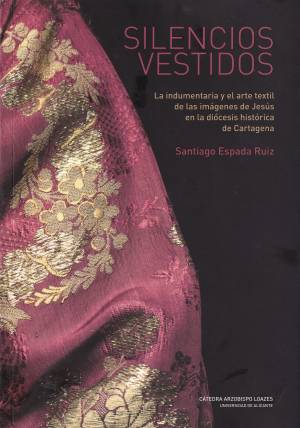 SILENCIOS
VESTIDOS
La indumentaria y el arte textil
de las imágenes de Jesús
en la diócesis histórica
de Cartagena
Santiago Espada Ruiz
CÁTEDRA ARZOBISPO LOAZES
UNIVERSIDAD DE ALICANTE